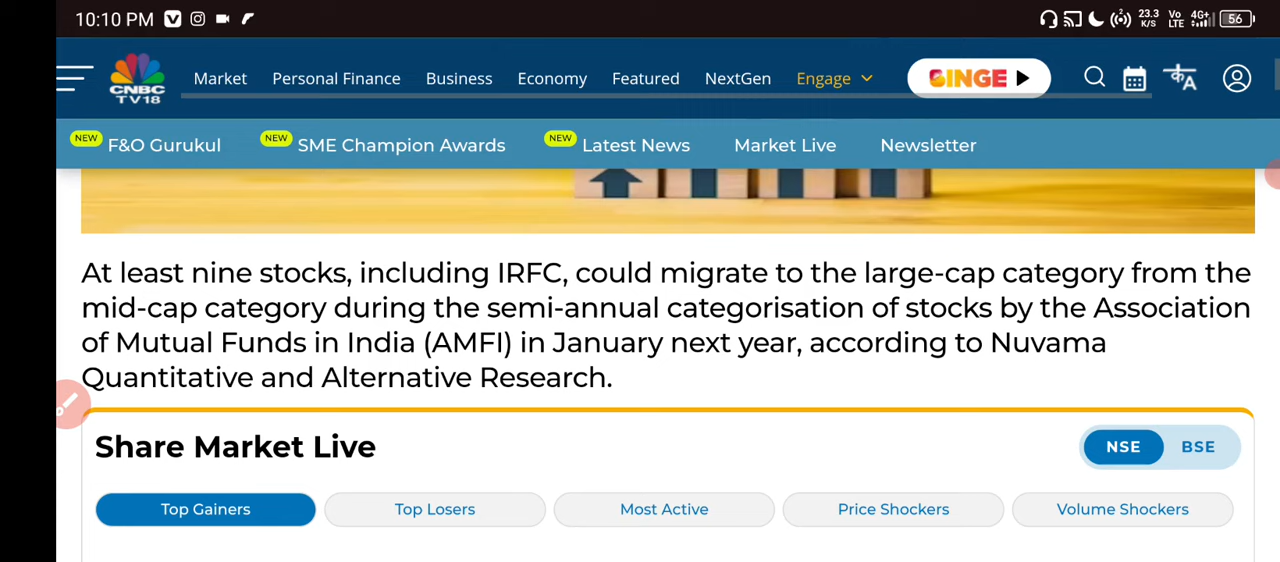 10:10 PM 23.3 K/S Vo LTE 4G+ 56
CNBC TV18 Market Personal Finance Business Economy Featured NextGen Engage BINGE क A
NEW F&O Gurukul NEW SME Champion Awards NEW Latest News Market Live Newsletter
At least nine stocks, including IRFC, could migrate to the large-cap category from the
mid-cap category during the semi-annual categorisation of stocks by the Association
of Mutual Funds in India (AMFI) in January next year, according to Nuvama
Quantitative and Alternative Research.
Share Market Live NSE BSE
Top Gainers Top Losers Most Active Price Shockers Volume Shockers